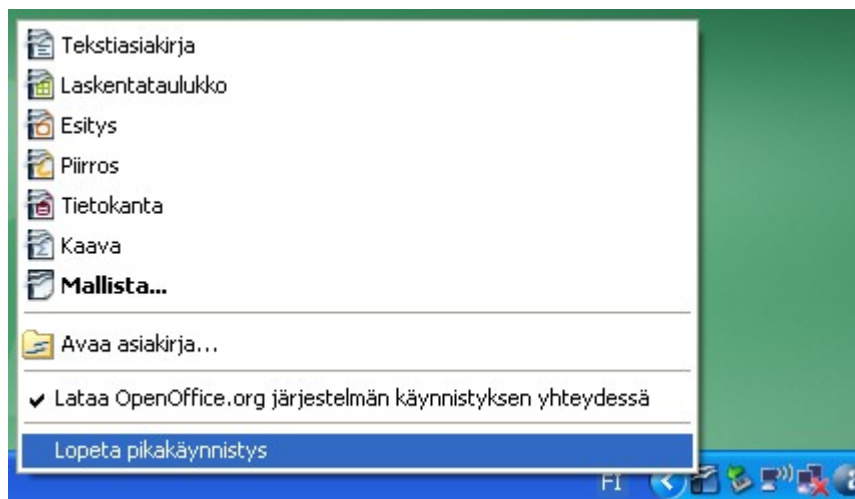 Tekstiasiakirja
Laskentataulukko
Esitys
Piirros
Tietokanta
Kaava
Mallista...
Avaa asiakirja...
Lataa OpenOffice.org järjestelmän käynnistyksen yhteydessä
Lopeta pikakäynnistys
FI